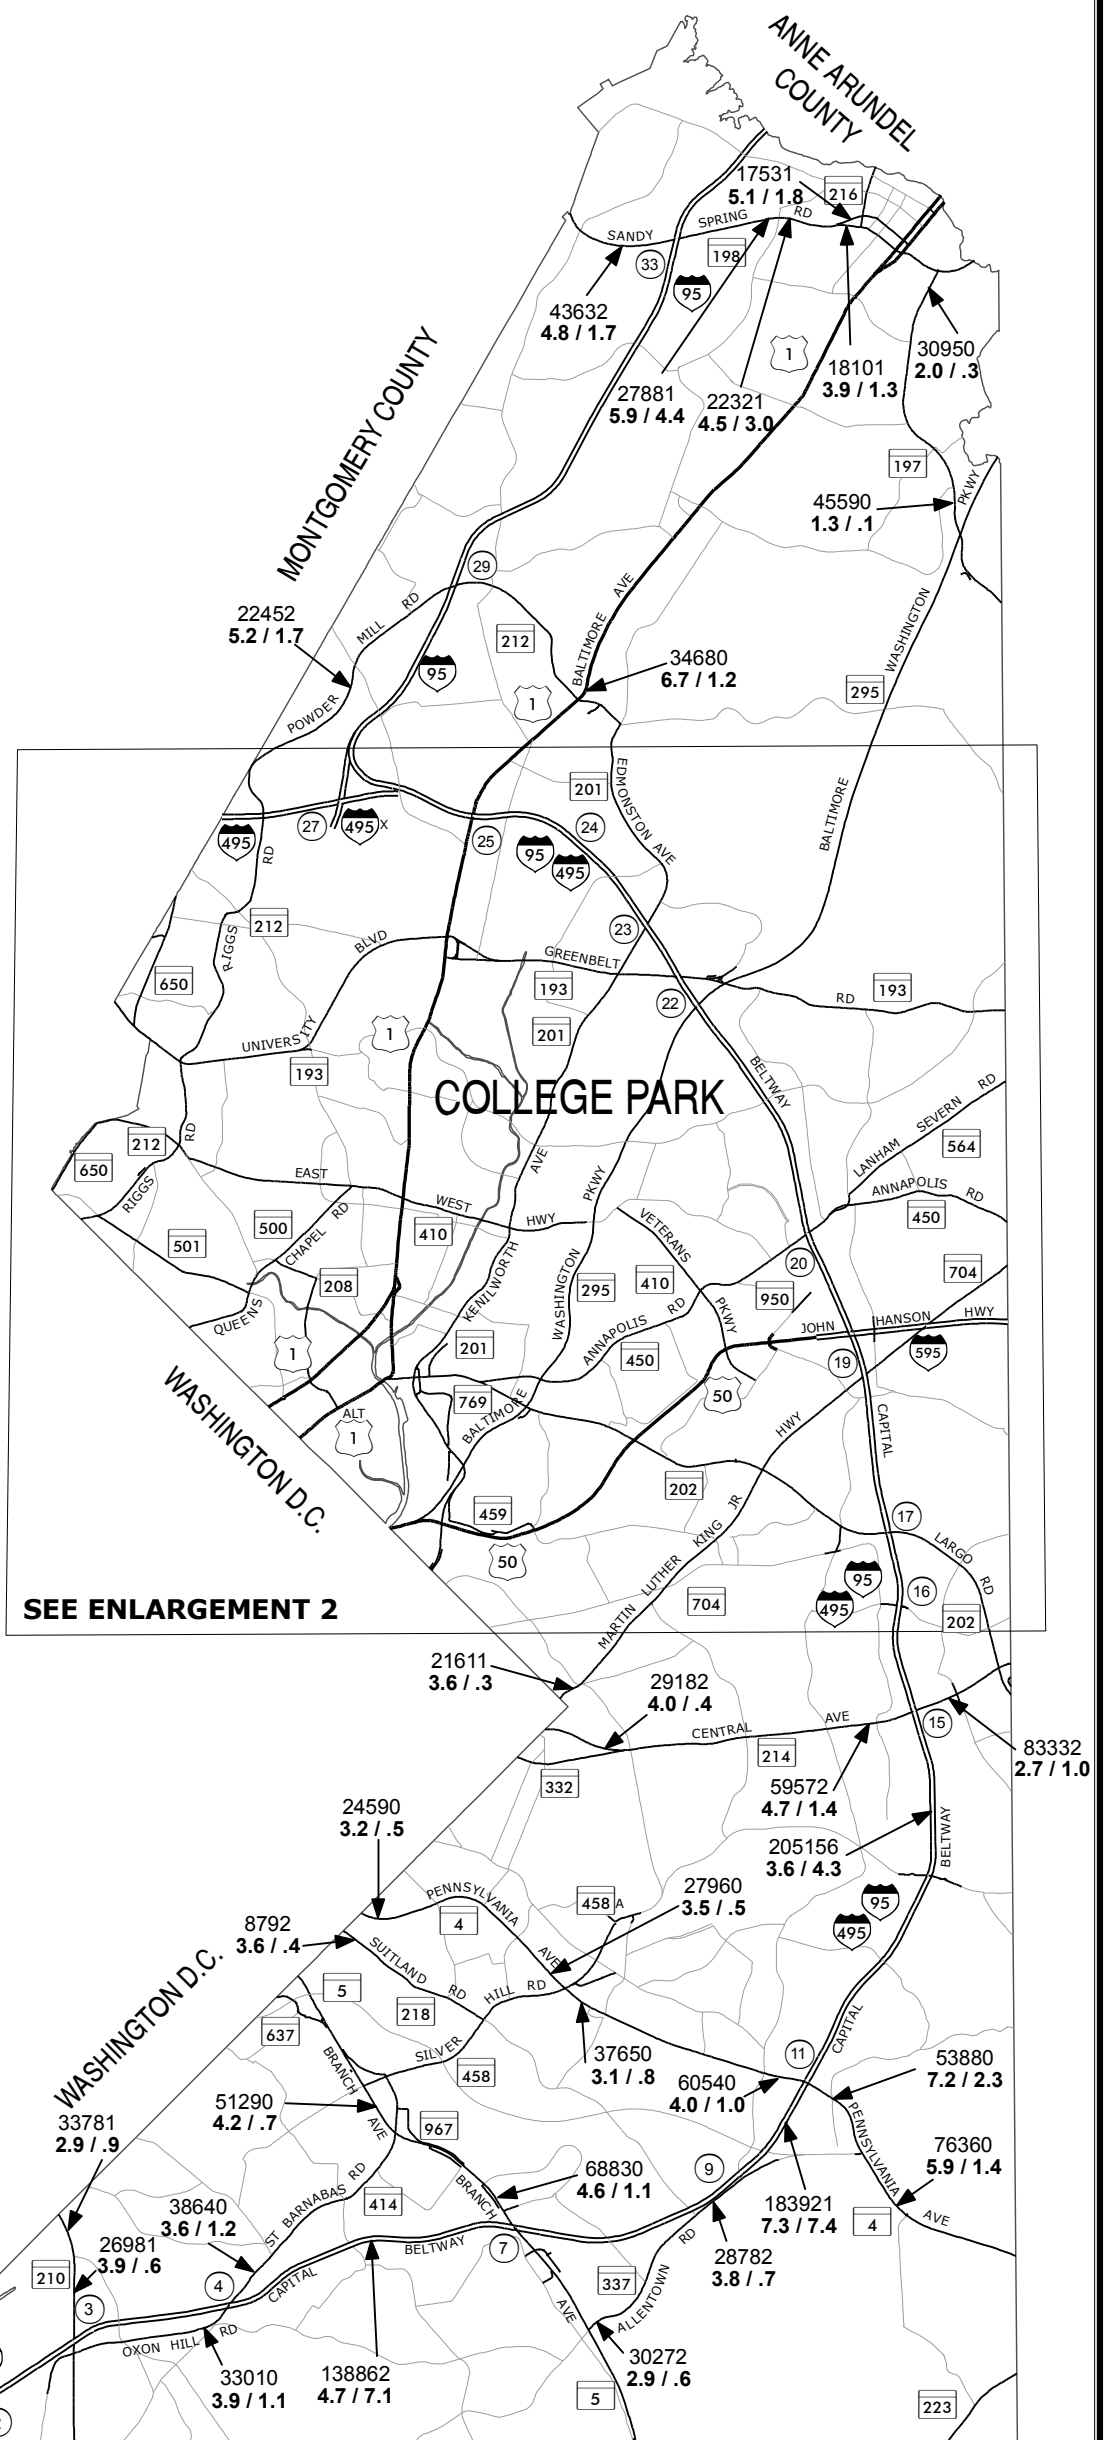 ANNE ARUNDEL
COUNTY
17531
5.1 / 1.8
216
SANDY
SPRING
RD
198
33
95
43632
4.8 / 1.7
1
30950
2.0 / .3
18101
3.9 / 1.3
27881
5.9 / 4.4
22321
4.5 / 3.0
MONTGOMERY COUNTY
197
45590
1.3 / .1
PKWY
29
22452
5.2 / 1.7
MILL
RD
212
BALTIMORE
AVE
WASHINGTON
95
34680
6.7 / 1.2
295
1
POWDER
201
EDMONSTON
AVE
BALTIMORE
27
495
495
X
25
24
95
495
RD
212
RIGGS
BLVD
23
GREENBELT
650
193
22
RD
193
UNIVERSITY
1
201
193
COLLEGE PARK
BELTWAY
LANHAM
SEVERN
RD
564
212
RD
650
RIGGS
EAST
WEST
HWY
AVE
PKWY
ANNAPOLIS
RD
450
500
CHAPEL
RD
410
501
VETERANS
20
704
208
KENILWORTH
WASHINGTON
295
410
950
PKWY
QUEENS
ANNAPOLIS
RD
JOHN
HANSON
HWY
1
201
450
19
595
WASHINGTON D.C.
769
BALTIMORE
50
ALT
1
HWY
CAPITAL
202
JR
459
KING
17
50
LARGO
RD
LUTHER
95
495
16
SEE ENLARGEMENT 2
MARTIN
704
202
21611
3.6 / .3
29182
4.0 / .4
CENTRAL
AVE
15
214
83332
2.7 / 1.0
332
59572
4.7 / 1.4
24590
3.2 / .5
205156
3.6 / 4.3
BELTWAY
PENNSYLVANIA
AVE
4
458 A
27960
3.5 / .5
95
495
8792
3.6 / .4
SUITLAND
RD
HILL
RD
WASHINGTON D.C.
5
218
637
BRANCH
AVE
SILVER
458
37650
3.1 / .8
11
CAPITAL
53880
7.2 / 2.3
60540
4.0 / 1.0
51290
4.2 / .7
33781
2.9 / .9
967
PENNSYLVANIA
AVE
76360
5.9 / 1.4
BRANCH
68830
4.6 / 1.1
9
ST BARNABAS
RD
414
183921
7.3 / 7.4
4
38640
3.6 / 1.2
26981
3.9 / .6
210
BELTWAY
7
RD
28782
3.8 / .7
4
CAPITAL
337
ALLENTOWN
3
AVE
OXON
HILL
RD
33010
3.9 / 1.1
138862
4.7 / 7.1
30272
2.9 / .6
5
223